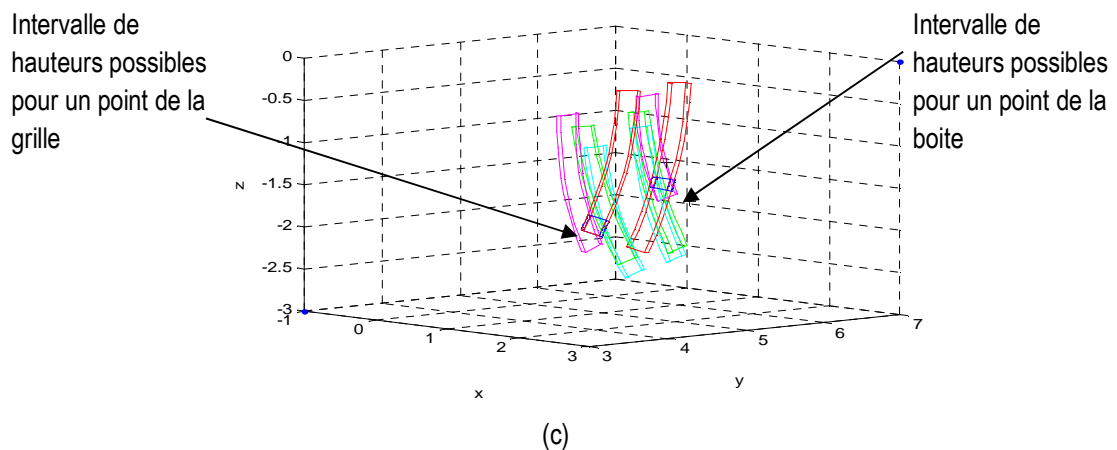 Intervalle de
hauteurs possibles
pour un point de la
grille
Intervalle de
hauteurs possibles
pour un point de la
boite
0
-0.5
-1
-1.5
-2
-2.5
-3
z
-1
0
1
2
3
x
3
4
5
6
7
y
(c)